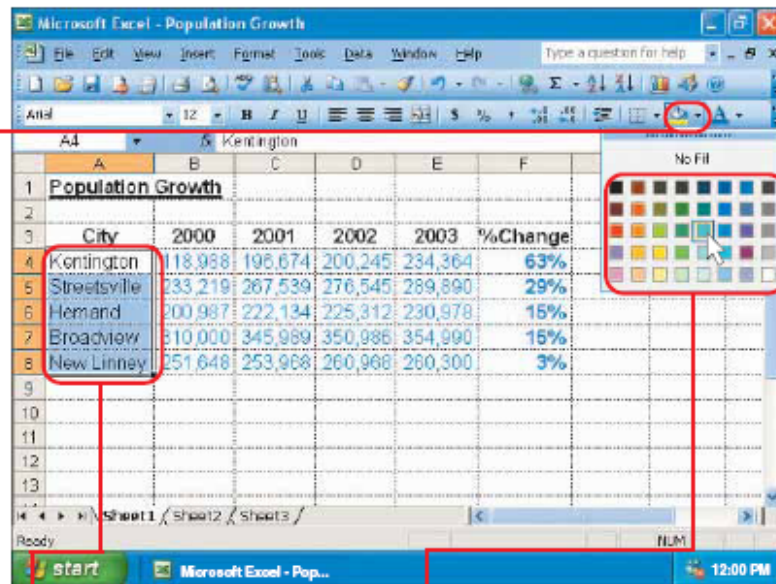 Microsoft Excel - Population Growth
File Edit View Insert Format Tools Data Window Help Type a question for help
Arial 12 B I U $ % , A
A4 fx Kentington
No Fill
A B C D E F
1 Population Growth
2
3 City 2000 2001 2002 2003 %Change
4 Kentington 118,988 196,674 200,245 234,364 63%
5 Streetsville 233,219 267,539 276,545 289,890 29%
6 Hemand 200,987 222,134 225,312 230,978 15%
7 Broadview 310,000 345,989 350,986 354,990 15%
8 New Linney 251,648 253,968 260,968 260,300 3%
9
10
11
12
13
Sheet1 Sheet2 Sheet3
Ready NUM
start Microsoft Excel - Pop... 12:00 PM